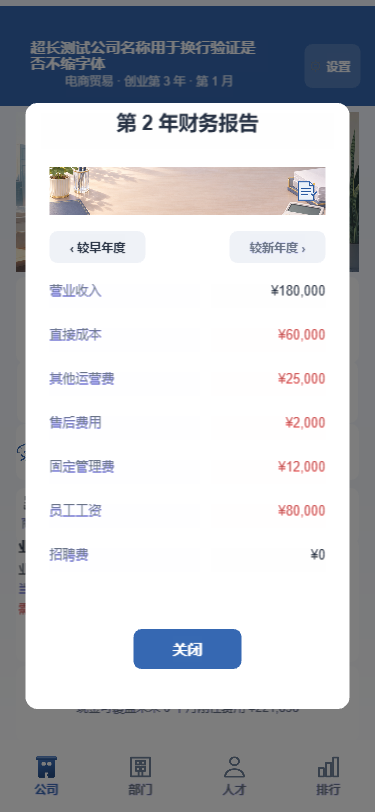 超长测试公司名称用于换行验证是
否不缩字体
电商贸易 · 创业第 3 年 · 第 1 月
设置
第 2 年财务报告
‹ 较早年度
较新年度 ›
营业收入 ¥180,000
直接成本 ¥60,000
其他运营费 ¥25,000
售后费用 ¥2,000
固定管理费 ¥12,000
员工工资 ¥80,000
招聘费 ¥0
关闭
公司
部门
人才
排行